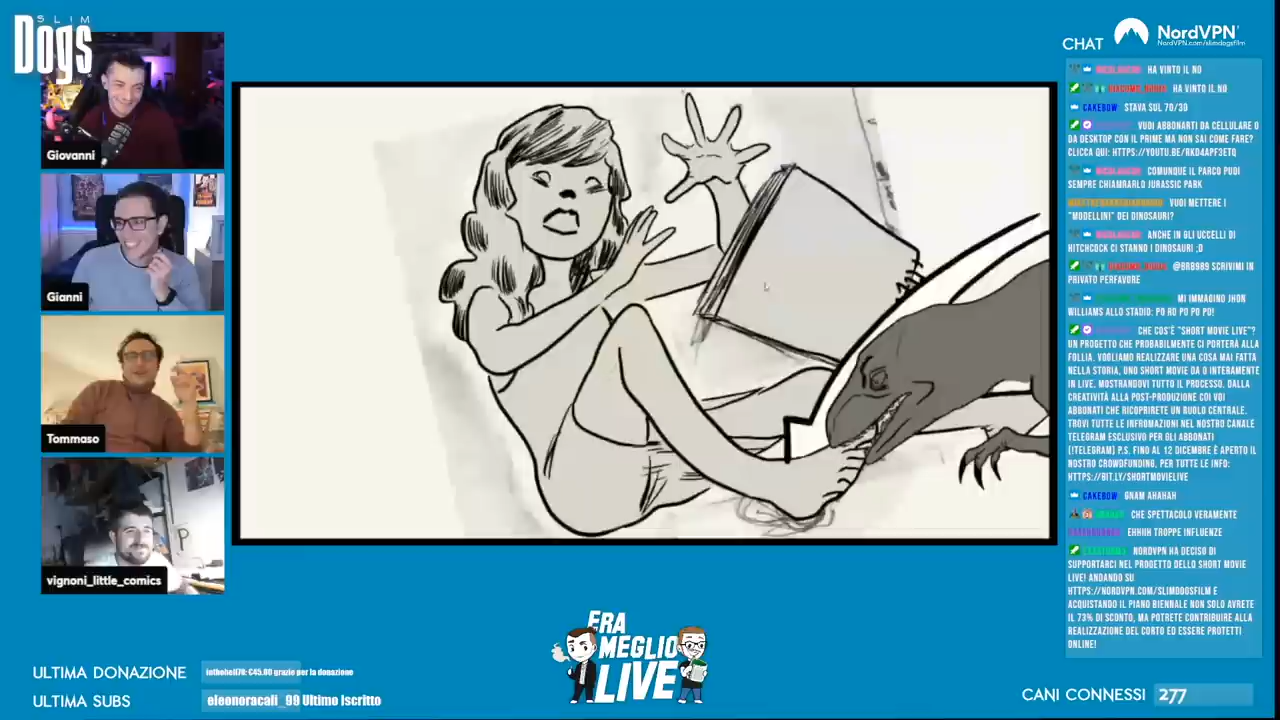 SLIM
Dogs
Giovanni
Gianni
Tommaso
vignoni_little_comics
P
ERA
MEGLIO
LIVE
ULTIMA DONAZIONE
€45.00 grazie per la donazione
ULTIMA SUBS
eleonoracali_99 Ultimo Iscritto
CHAT
NordVPN
NordVPN.com/slimdogsfilm
HA VINTO IL NO
HA VINTO IL NO
CAKEBOW STAVA SUL 70/30
VUOI ABBONARTI DA CELLULARE O
DA DESKTOP CON IL PRIME MA NON SAI COME FARE?
CLICCA QUI:
COMUNQUE IL PARCO PUOI
SEMPRE CHIAMRARLO JURASSIC PARK
VUOI METTERE I
"MODELLINI" DEI DINOSAURI?
ANCHE IN GLI UCCELLI DI
HITCHCOCK CI STANNO I DINOSAURI ;D
@BRB989 SCRIVIMI IN
PRIVATO PERFAVORE
MI IMMAGINO JHON
WILLIAMS ALLO STADIO: PO RO PO PO PO!
CHE COS'È "SHORT MOVIE LIVE"?
UN PROGETTO CHE PROBABILMENTE CI PORTERÀ ALLA
FOLLIA. VOGLIAMO REALIZZARE UNA COSA MAI FATTA
NELLA STORIA, UNO SHORT MOVIE DA 0 INTERAMENTE
IN LIVE. MOSTRANDOVI TUTTO IL PROCESSO. DALLA
CREATIVITÀ ALLA POST-PRODUZIONE COI VOI
ABBONATI CHE RICOPRIRETE UN RUOLO CENTRALE.
TROVI TUTTE LE INFROMAZIONI NEL NOSTRO CANALE
TELEGRAM ESCLUSIVO PER GLI ABBONATI
(!TELEGRAM) P.S. FINO AL 12 DICEMBRE È APERTO IL
NOSTRO CROWDFUNDING. PER TUTTE LE INFO:
HTTPS://BIT.LY/SHORTMOVIELIVE
CAKEBOW GNAM AHAHAH
CHE SPETTACOLO VERAMENTE
EHHIH TROPPE INFLUENZE
NORDVPN HA DECISO DI
SUPPORTARCI NEL PROGETTO DELLO SHORT MOVIE
LIVE! ANDANDO SU
HTTPS://NORDVPN.COM/SLIMDOGSFILM E
ACQUISTANDO IL PIANO BIENNALE NON SOLO AVRETE
IL 73% DI SCONTO, MA POTRETE CONTRIBUIRE ALLA
REALIZZAZIONE DEL CORTO ED ESSERE PROTETTI
ONLINE!
CANI CONNESSI 277